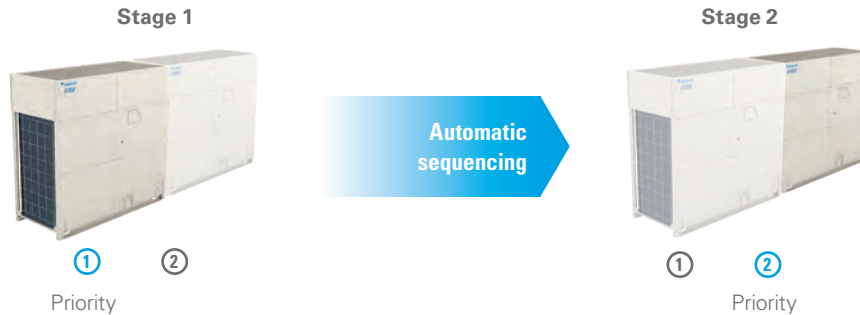 Stage 1
Stage 2
Automatic
sequencing
1
2
1
2
Priority
Priority